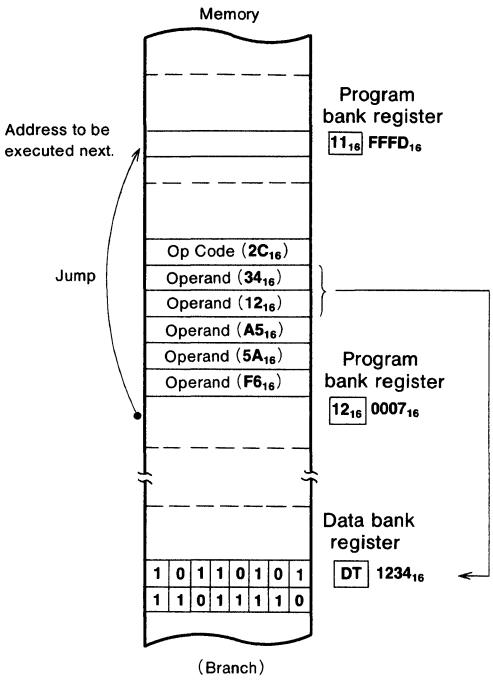 Memory
Program
bank register
11₁₆ FFFD₁₆
Address to be
executed next.
Jump
Op Code (2C₁₆)
Operand (34₁₆)
Operand (12₁₆)
Operand (A5₁₆)
Operand (5A₁₆)
Operand (F6₁₆)
Program
bank register
12₁₆ 0007₁₆
Data bank
register
DT 1234₁₆
1 0 1 1 0 1 0 1
1 1 0 1 1 1 1 0
(Branch)